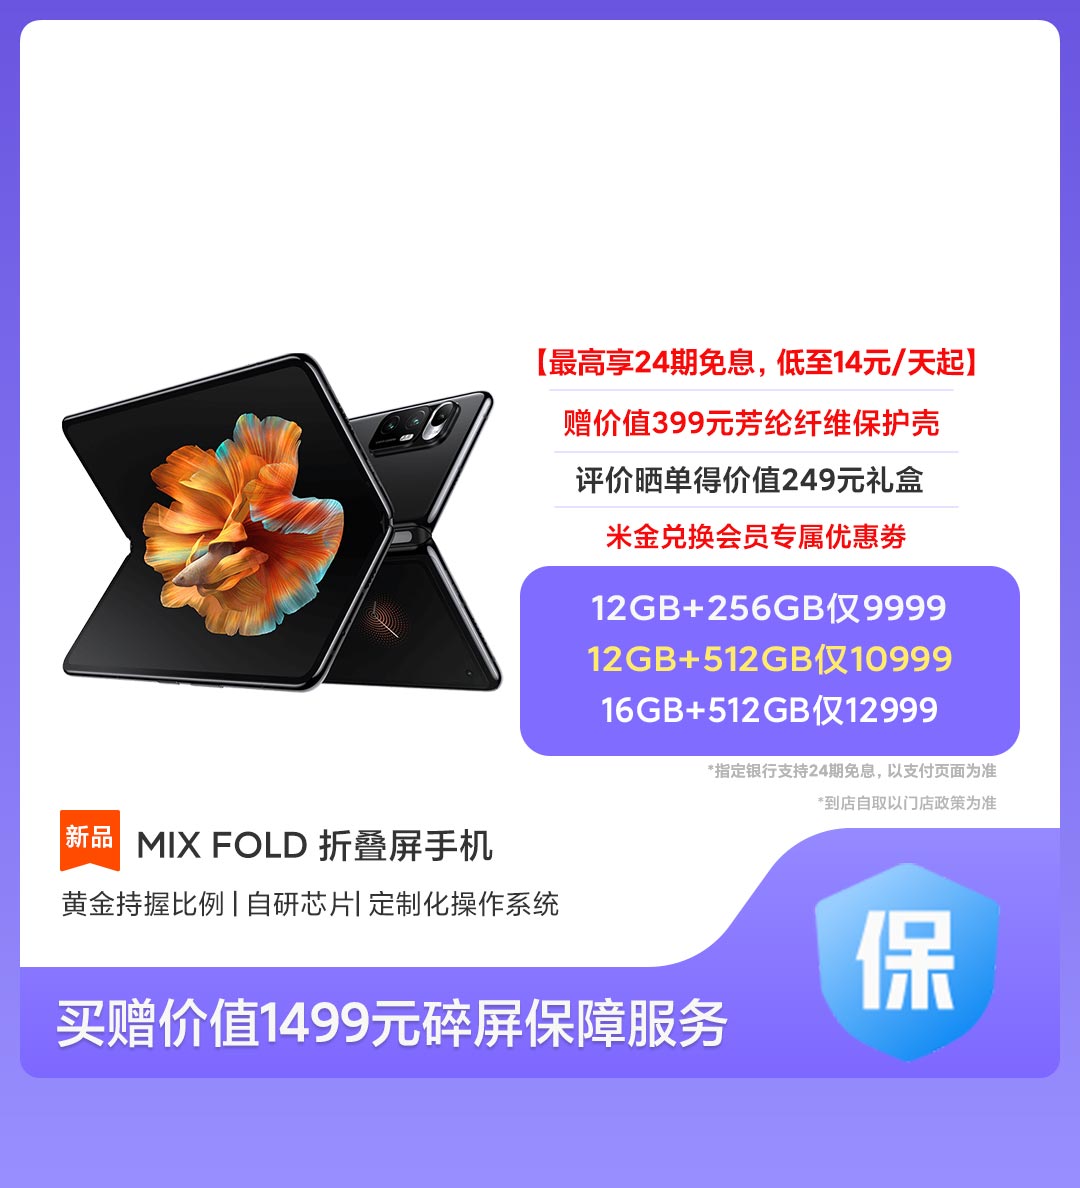 【最高享24期免息，低至14元/天起】
赠价值399元芳纶纤维保护壳
评价晒单得价值249元礼盒
米金兑换会员专属优惠券
12GB+256GB仅9999
12GB+512GB仅10999
16GB+512GB仅12999
*指定银行支持24期免息，以支付页面为准
*到店自取以门店政策为准
新品
MIX FOLD 折叠屏手机
黄金持握比例 | 自研芯片| 定制化操作系统
买赠价值1499元碎屏保障服务
保